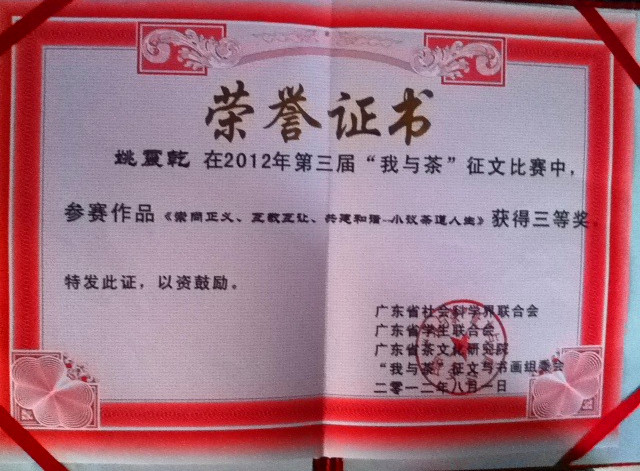 荣誉证书
姚震乾 在2012年第三届“我与茶”征文比赛中,
参赛作品《崇尚正义、互敬互让、共建和谐--小议茶道人生》获得三等奖。
特发此证，以资鼓励。
广东省社会科学界联合会
广东省学生联合会
广东省茶文化研究院
“我与茶”征文与书画组委会
二零一二年八月一日